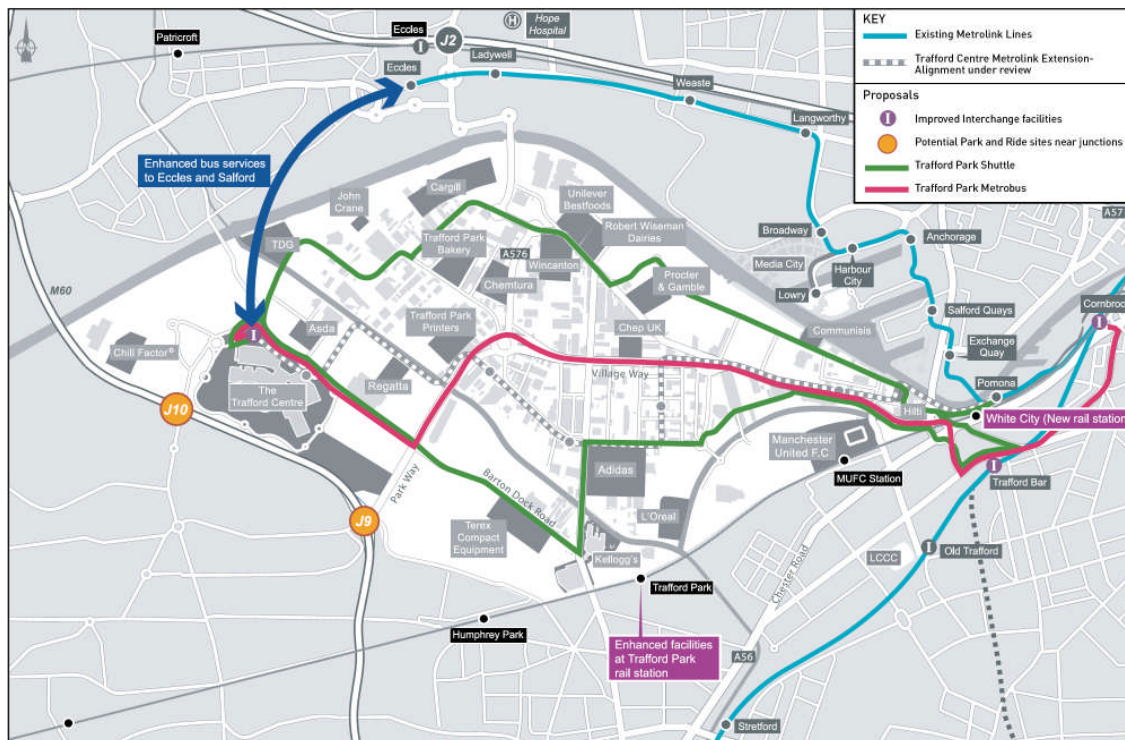 Patricroft
Eccles
I
J2
H
Hope
Hospital
Eccles
Ladywell
Weaste
Langworthy
KEY
Existing Metrolink Lines
Trafford Centre Metrolink Extension-
Alignment under review
Proposals
I
Improved Interchange facilities
Potential Park and Ride sites near junctions
Trafford Park Shuttle
Trafford Park Metrobus
Enhanced bus services
to Eccles and Salford
John
Crane
Cargill
Unilever
Bestfoods
Robert Wiseman
Dairies
TDG
Trafford Park
Bakery
A576
Wincanton
Chemtura
Procter
& Gamble
Broadway
Media City
Lowry
Harbour
City
Anchorage
A57
M60
Salford Quays
Cornbroo
I
Exchange
Quay
Pomona
Communisis
Chep UK
Trafford Park
Printers
Asda
I
Chill Factor e
The
Trafford Centre
Regatta
Village Way
Hilti
White City (New rail station
J10
Manchester
United F.C
MUFC Station
I
Trafford Bar
Adidas
Park Way
Barton Dock Road
J9
Terex
Compact
Equipment
L'Oreal
Kellogg's
Chester Road
LCCC
I
Old Trafford
Trafford Park
Humphrey Park
Enhanced facilities
at Trafford Park
rail station
A56
Stretford